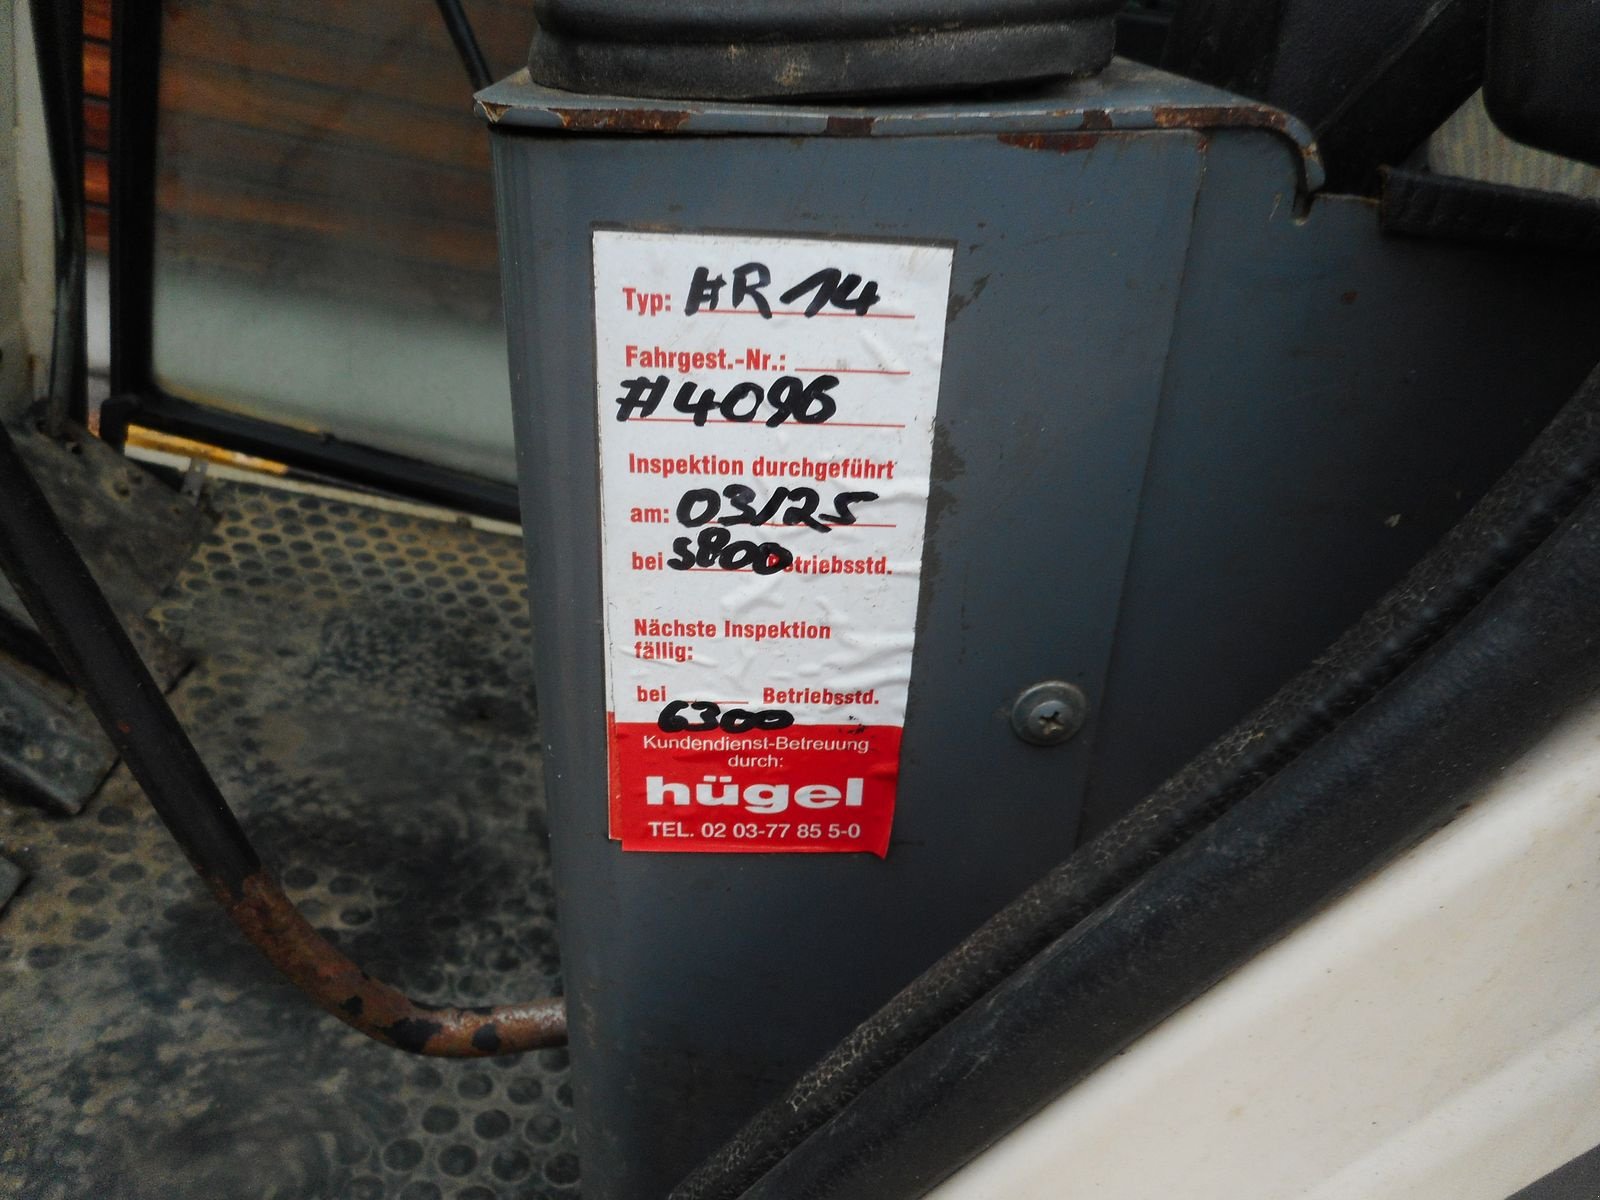 Typ: HR 14
Fahrgest.-Nr.:
#4096
Inspektion durchgeführt
am: 03/25
bei 5800 Betriebsstd.
Nächste Inspektion
fällig:
bei Betriebsstd.
6300
Kundendienst-Betreuung
durch:
hügel
TEL. 02 03-77 85 5-0